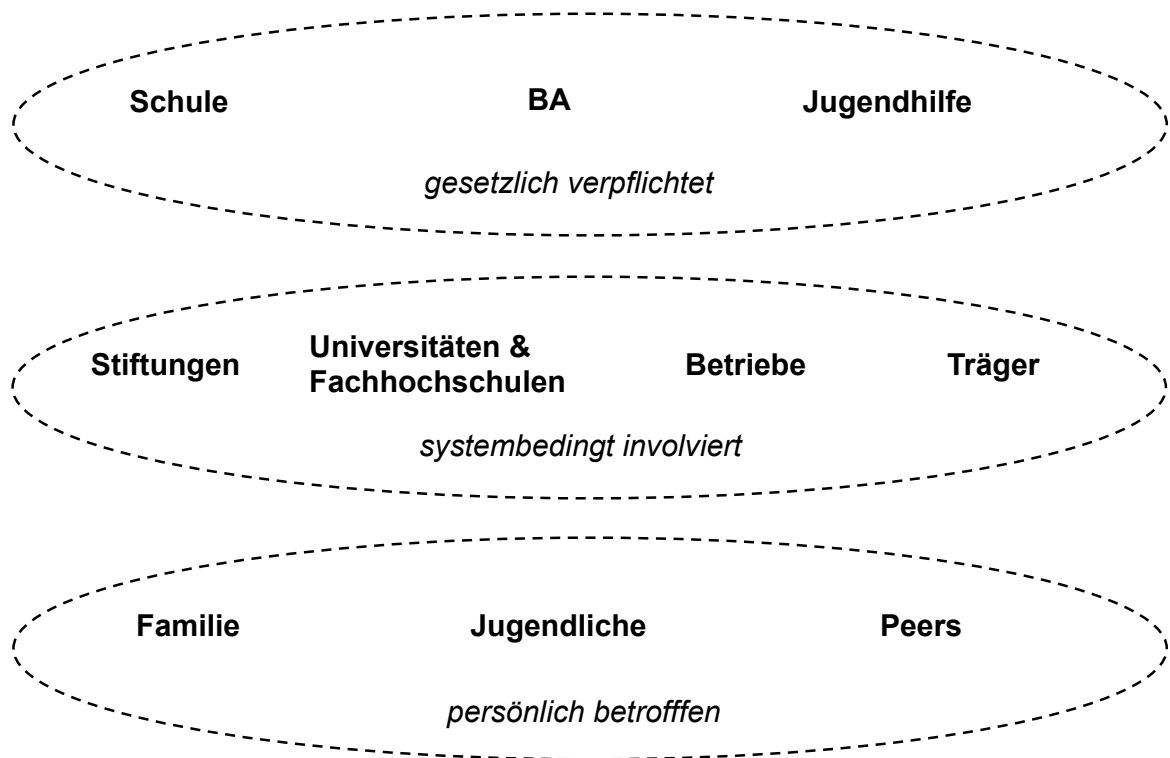 Schule BA Jugendhilfe
gesetzlich verpflichtet
Stiftungen Universitäten & Fachhochschulen Betriebe Träger
systembedingt involviert
Familie Jugendliche Peers
persönlich betrofffen